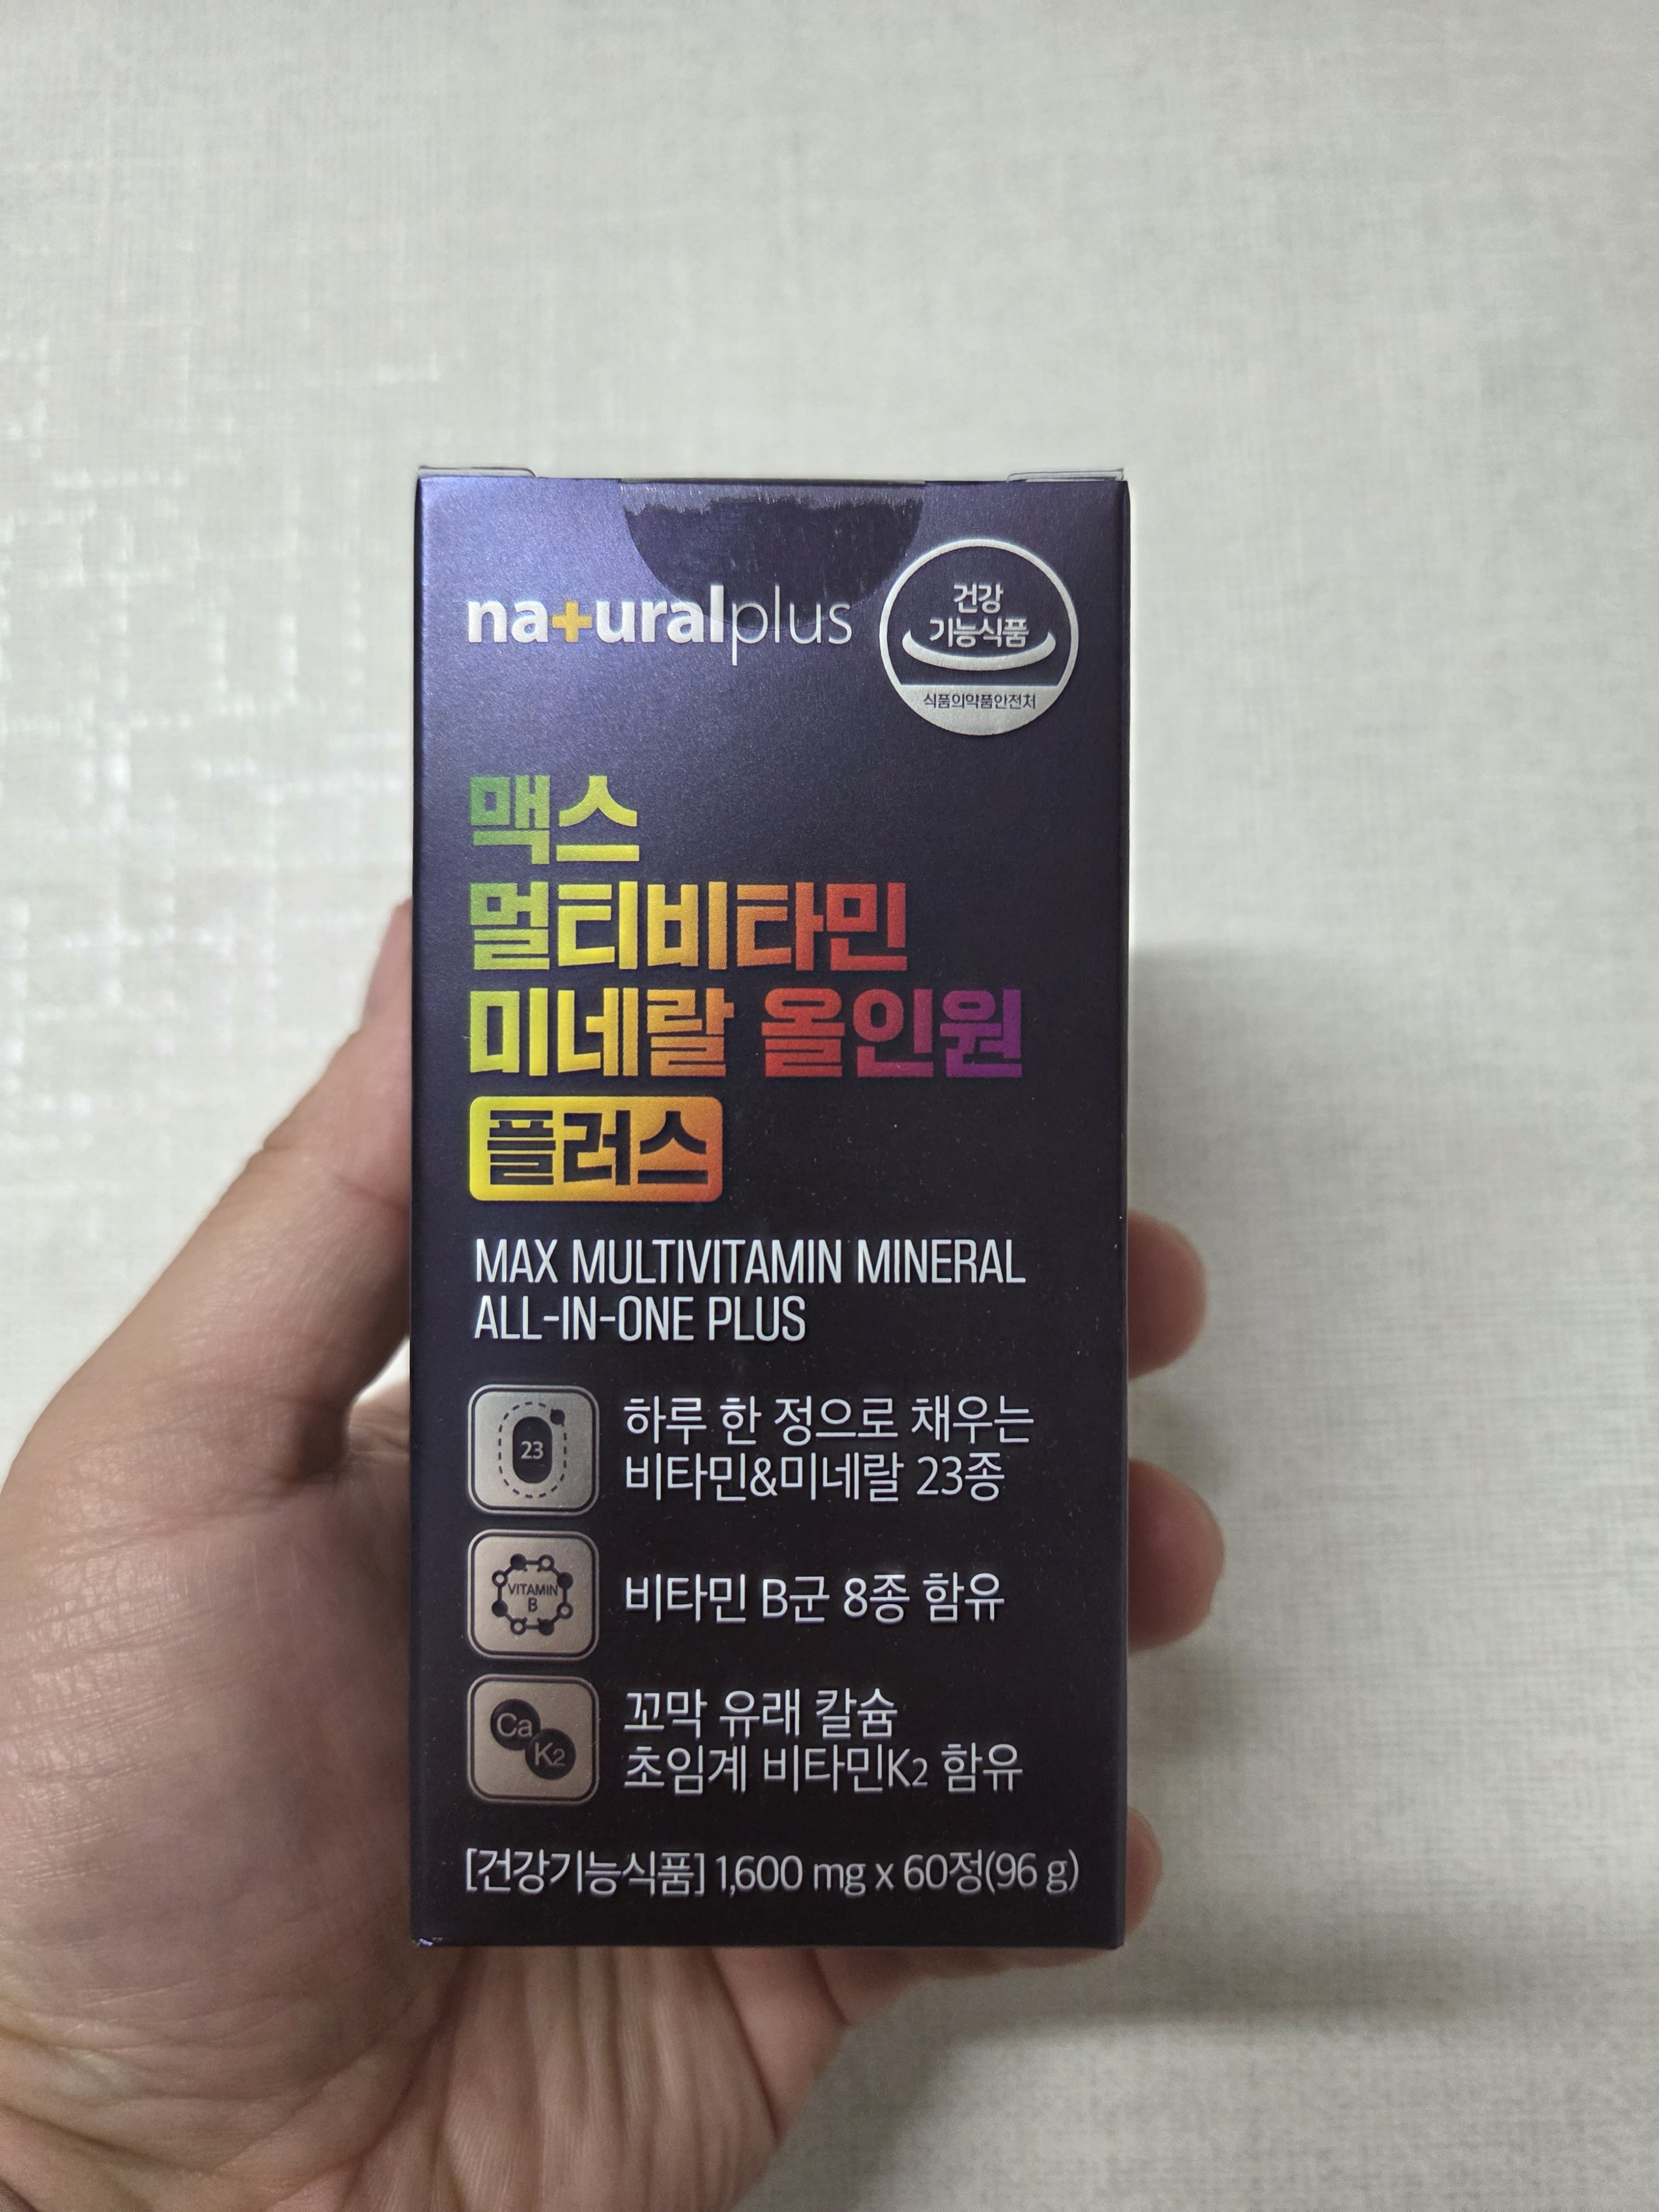 naturalplus
건강
기능식품
식품의약품안전처
맥스
멀티비타민
미네랄 올인원
플러스
MAX MULTIVITAMIN MINERAL
ALL-IN-ONE PLUS
23
하루 한 정으로 채우는
비타민&미네랄 23종
VITAMIN
B
비타민 B군 8종 함유
Ca
K2
꼬막 유래 칼슘
초임계 비타민K2 함유
[건강기능식품] 1,600 mg x 60정(96 g)